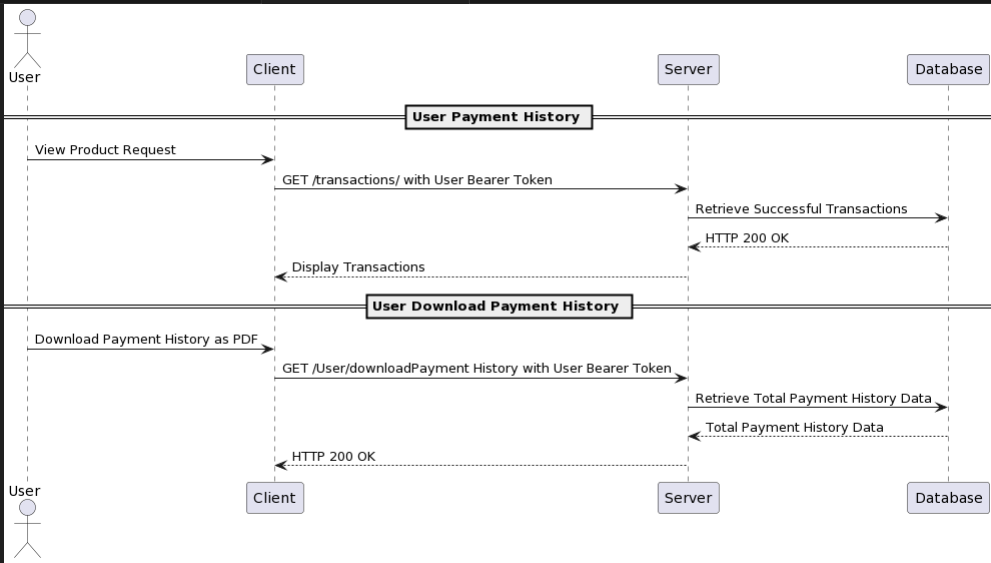 User
Client
Server
Database
User Payment History
View Product Request
GET /transactions/ with User Bearer Token
Retrieve Successful Transactions
HTTP 200 OK
Display Transactions
User Download Payment History
Download Payment History as PDF
GET /User/downloadPayment History with User Bearer Token
Retrieve Total Payment History Data
Total Payment History Data
HTTP 200 OK
User
Client
Server
Database